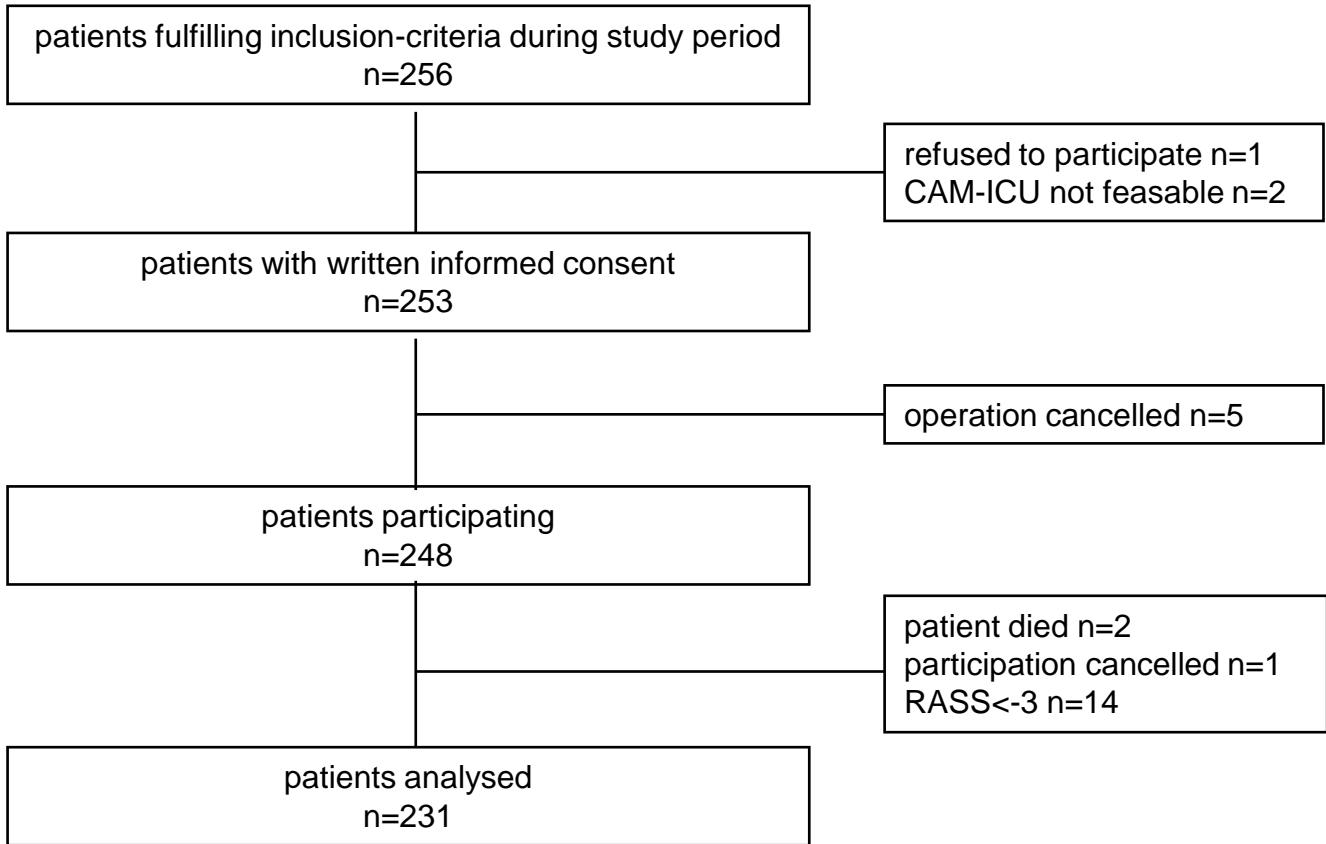 patients fulfilling inclusion-criteria during study period
n=256
refused to participate n=1
CAM-ICU not feasable n=2
patients with written informed consent
n=253
operation cancelled n=5
patients participating
n=248
patient died n=2
participation cancelled n=1
RASS<-3 n=14
patients analysed
n=231